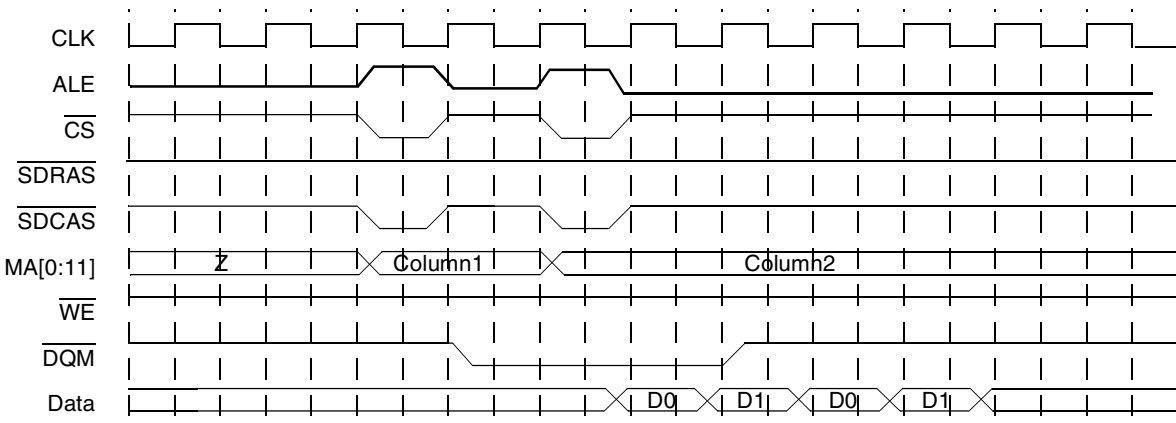 CLK
ALE
CS
SDRAS
SDCAS
MA[0:11] Z Column1 Column2
WE
DQM
Data D0 D1 D0 D1